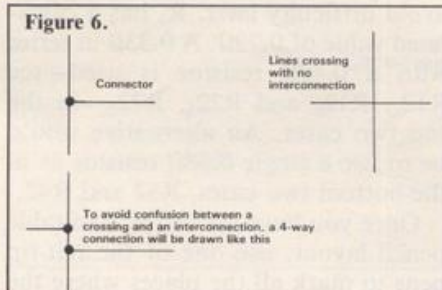 Figure 6.
Lines crossing
with no
interconnection
Connector
To avoid confusion between a
crossing and an interconnection, a 4-way
connection will be drawn like this